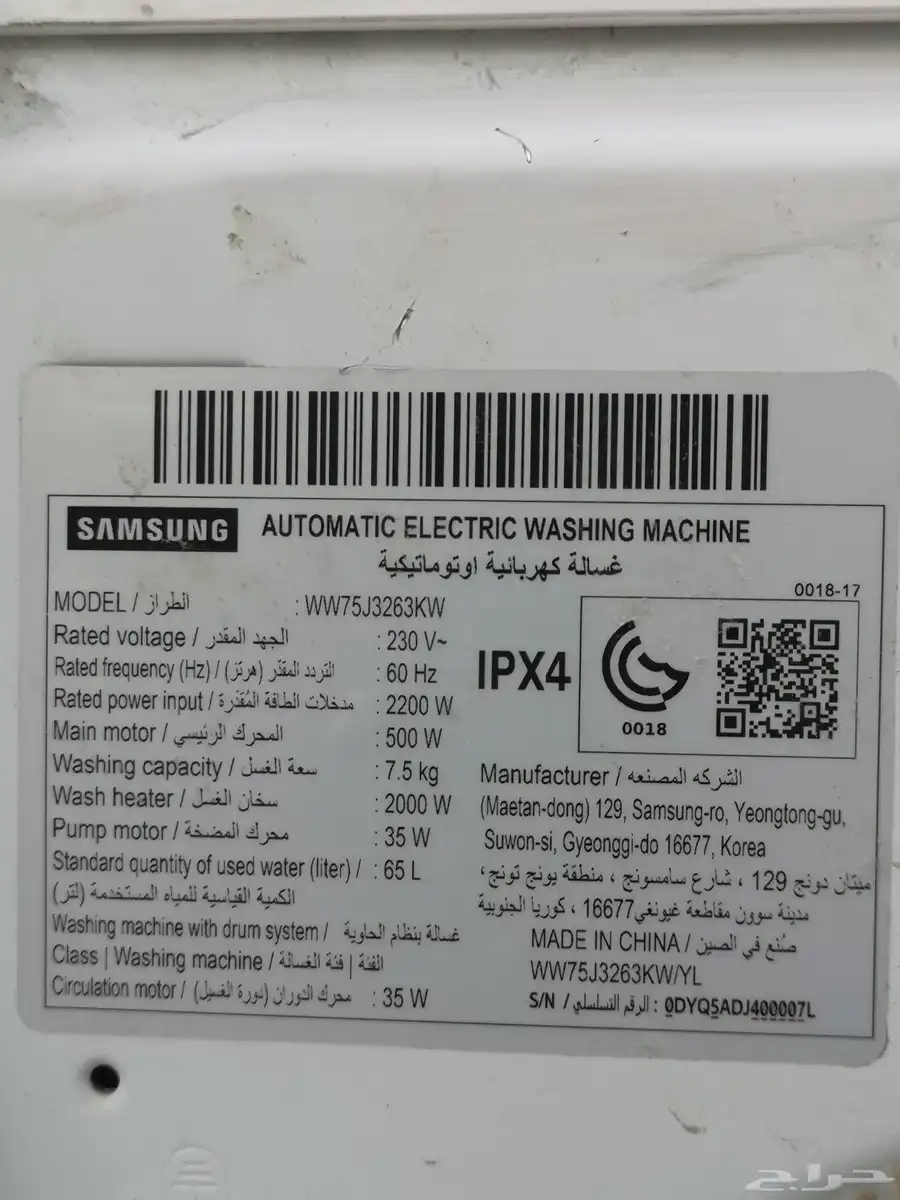 SAMSUNG AUTOMATIC ELECTRIC WASHING MACHINE
غسالة كهربائية اوتوماتيكية
0018-17
MODEL / الطراز : WW75J3263KW
Rated voltage / الجهد المقدر : 230 V~
Rated frequency (Hz) / التردد المقدر (هرتز) : 60 Hz
Rated power input / مدخلات الطاقة المُقدّرة : 2200 W
Main motor / المحرك الرئيسي : 500 W
Washing capacity / سعة الغسل : 7.5 kg
Wash heater / سخان الغسل : 2000 W
Pump motor / محرك المضخة : 35 W
Standard quantity of used water (liter) / : 65 L
الكمية القياسية للمياه المستخدمة (لتر)
Washing machine with drum system / غسالة بنظام الحاوية
Class | Washing machine / الفئة | فئة الغسالة
Circulation motor / محرك الدوران (دورة الغسيل) : 35 W
IPX4
0018
Manufacturer / الشركه المصنعه
(Maetan-dong) 129, Samsung-ro, Yeongtong-gu,
Suwon-si, Gyeonggi-do 16677, Korea
ميتان دونج 129 ، شارع سامسونج ، منطقة يونج تونج،
مدينة سوون مقاطعة غيونغي16677 ، كوريا الجنوبية
MADE IN CHINA / صُنع في الصين
WW75J3263KW/YL
S/N / الرقم التسلسلي : 0DYQ5ADJ400007L
حراج